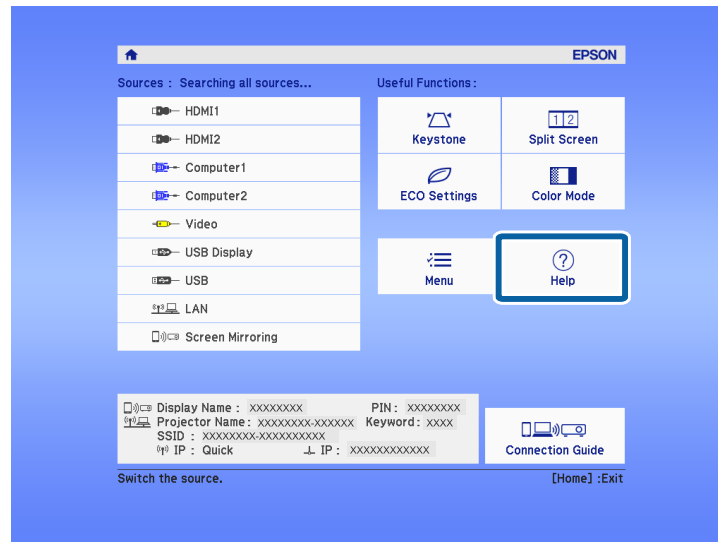 EPSON
Sources : Searching all sources...
HDMI1
HDMI2
Computer1
Computer2
Video
USB Display
USB
LAN
Screen Mirroring
Useful Functions :
Keystone
1 2
Split Screen
ECO Settings
Color Mode
Menu
?
Help
Display Name : XXXXXXXX PIN : XXXXXXXX
Projector Name : XXXXXXXX-XXXXXX Keyword : XXXX
SSID : XXXXXXXX-XXXXXXXXXX
IP : Quick IP : XXXXXXXXXXXX
Connection Guide
Switch the source.
[Home] :Exit